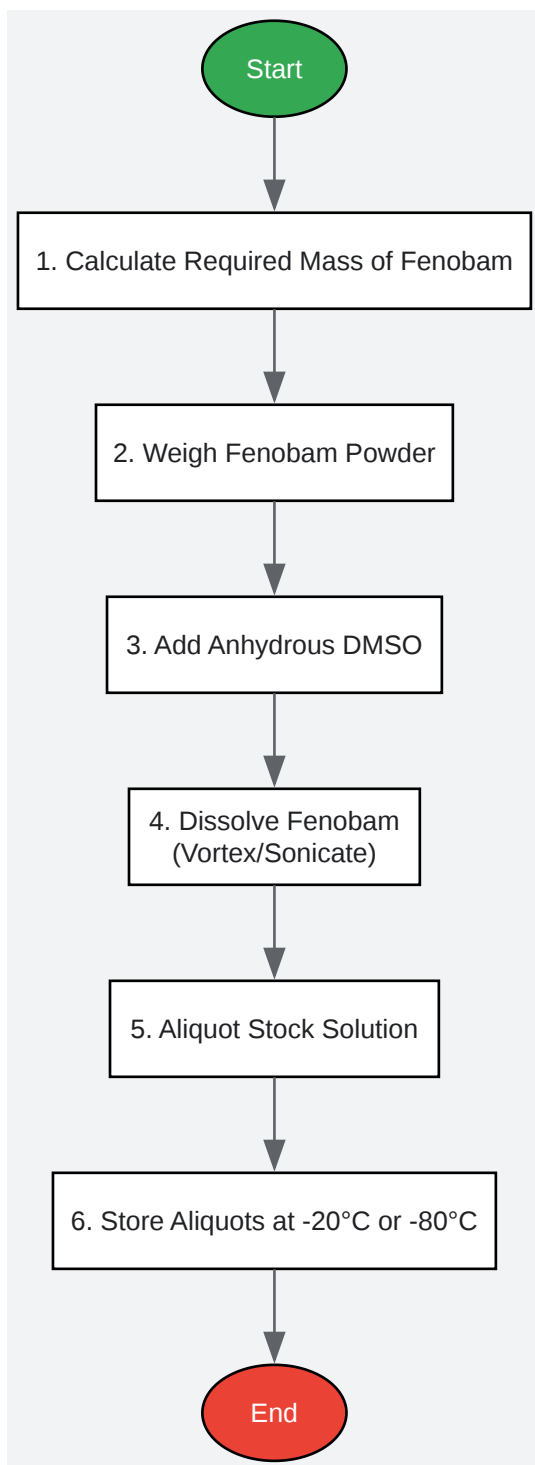 Start
1. Calculate Required Mass of Fenobam
2. Weigh Fenobam Powder
3. Add Anhydrous DMSO
4. Dissolve Fenobam
(Vortex/Sonicate)
5. Aliquot Stock Solution
6. Store Aliquots at -20°C or -80°C
End